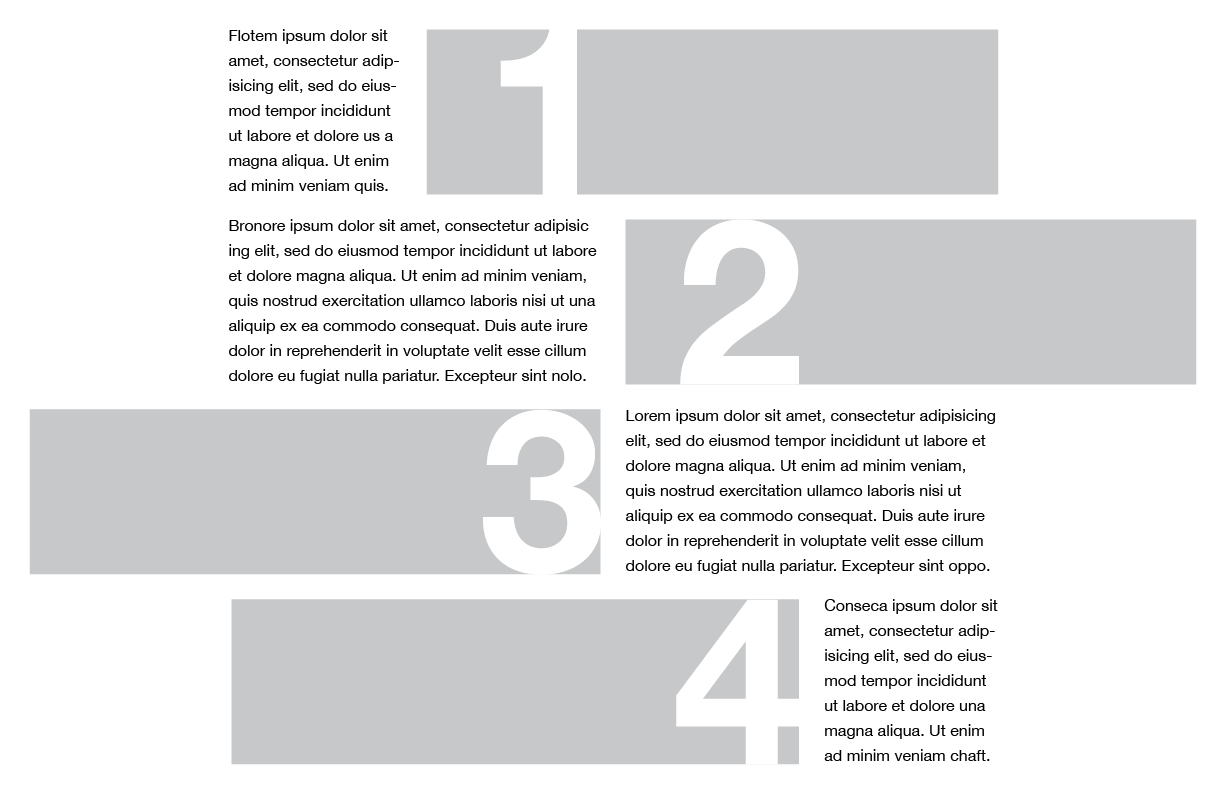 Flotem ipsum dolor sit
amet, consectetur adip-
isicing elit, sed do eius-
mod tempor incididunt
ut labore et dolore us a
magna aliqua. Ut enim
ad minim veniam quis.
1
Bronore ipsum dolor sit amet, consectetur adipisic
ing elit, sed do eiusmod tempor incididunt ut labore
et dolore magna aliqua. Ut enim ad minim veniam,
quis nostrud exercitation ullamco laboris nisi ut una
aliquip ex ea commodo consequat. Duis aute irure
dolor in reprehenderit in voluptate velit esse cillum
dolore eu fugiat nulla pariatur. Excepteur sint nolo.
2
3
Lorem ipsum dolor sit amet, consectetur adipisicing
elit, sed do eiusmod tempor incididunt ut labore et
dolore magna aliqua. Ut enim ad minim veniam,
quis nostrud exercitation ullamco laboris nisi ut
aliquip ex ea commodo consequat. Duis aute irure
dolor in reprehenderit in voluptate velit esse cillum
dolore eu fugiat nulla pariatur. Excepteur sint oppo.
4
Conseca ipsum dolor sit
amet, consectetur adip-
isicing elit, sed do eius-
mod tempor incididunt
ut labore et dolore una
magna aliqua. Ut enim
ad minim veniam chaft.